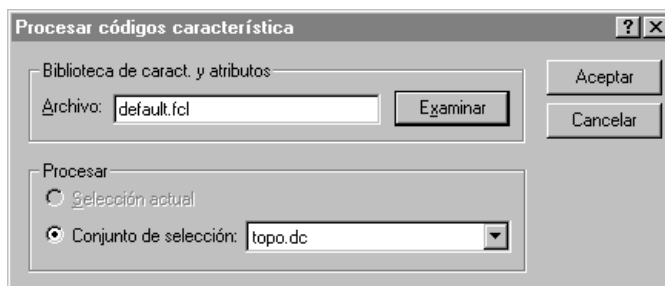 Procesar códigos característica
Biblioteca de caract. y atributos
Archivo: default.fcl Examinar
Aceptar
Cancelar
Procesar
Selección actual
Conjunto de selección: topo.dc